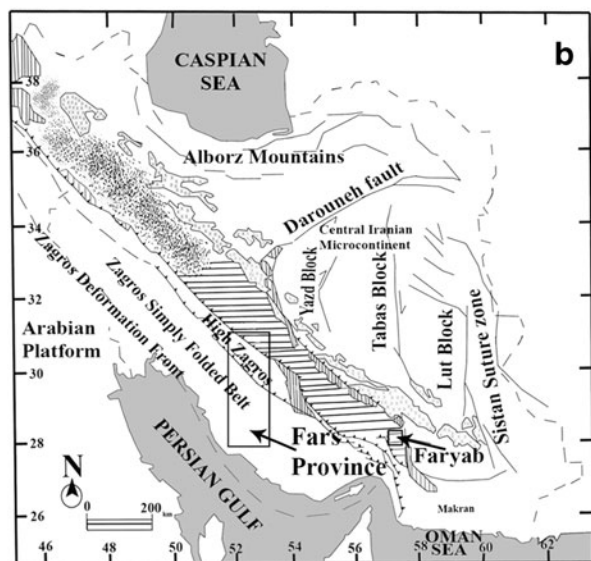 b
CASPIAN
SEA
38
36
33
32
30
28
26
Alborz Mountains
Darouneh fault
Central Iranian
Microcontinent
Yazd Block
Tabas Block
Lut Block
Sistan Suture zone
High Zagros
Zagros Simply Folded Belt
Zagros Deformation Front
Arabian
Platform
PERSIAN GULF
Fars
Province
Faryab
Makran
OMAN
SEA
N
0 200
km
46 48 50 52 54 56 58 60 62